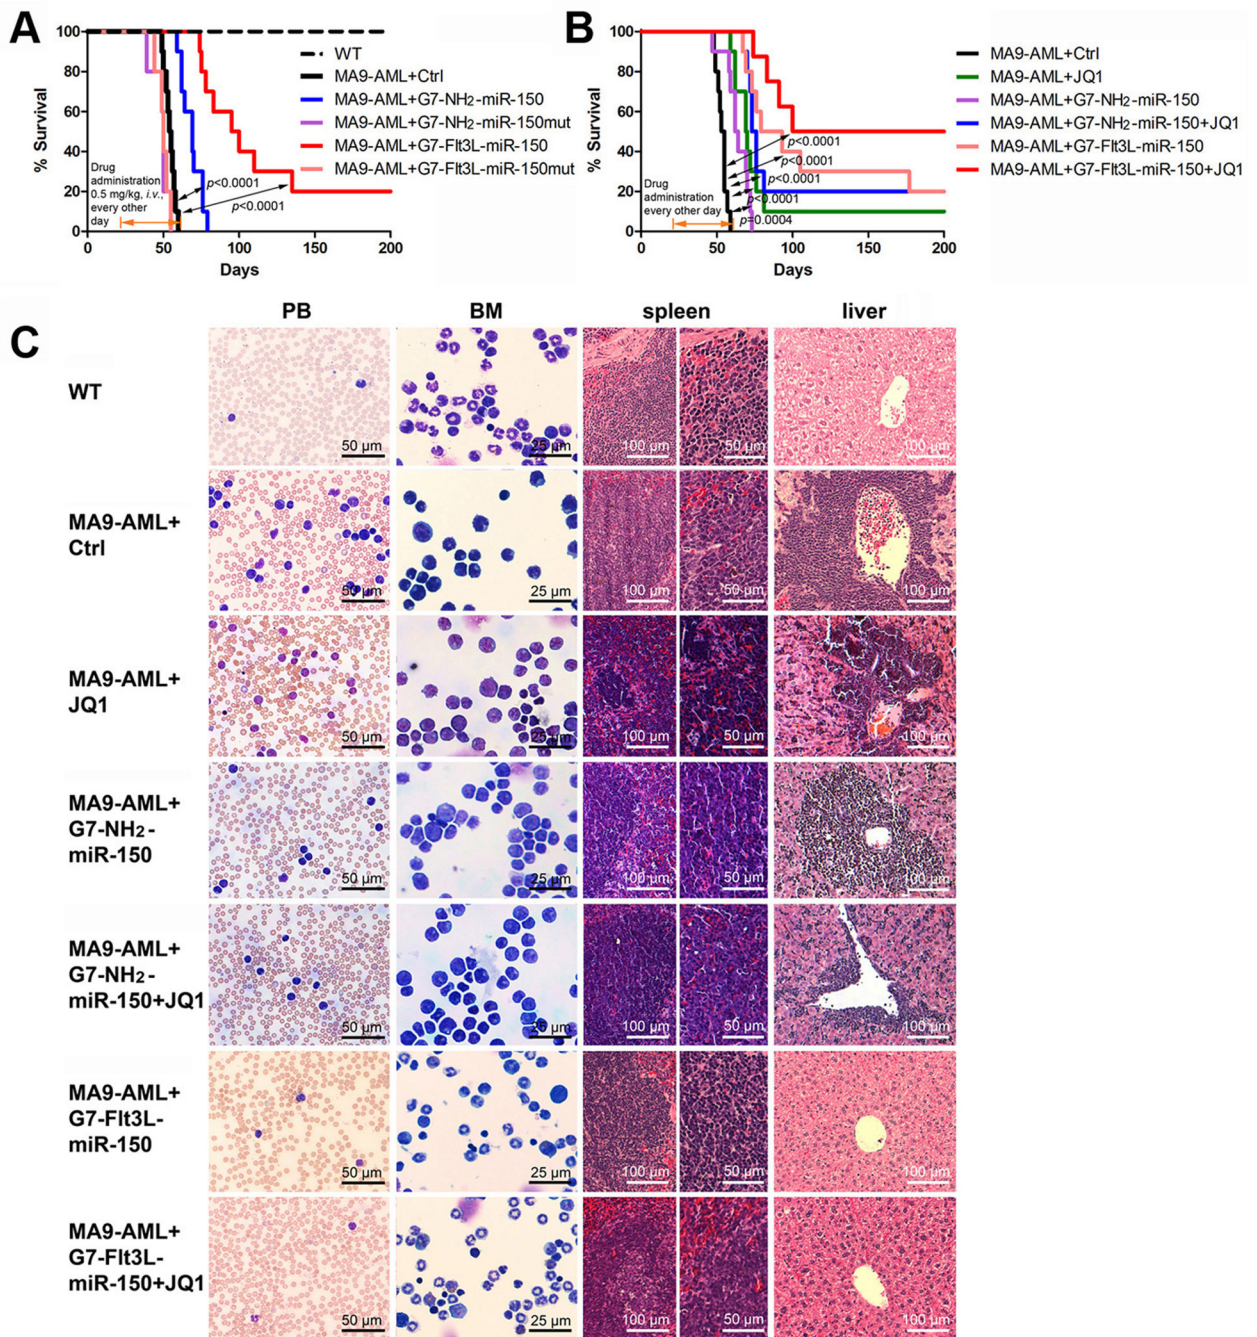 A
% Survival
100
80
60
40
20
0
0 50 100 150 200
Days
Drug
administration
0.5 mg/kg, i.v.,
every other
day
p<0.0001
p<0.0001
WT
MA9-AML+Ctrl
MA9-AML+G7-NH2-miR-150
MA9-AML+G7-NH2-miR-150mut
MA9-AML+G7-Flt3L-miR-150
MA9-AML+G7-Flt3L-miR-150mut
B
% Survival
100
80
60
40
20
0
0 50 100 150 200
Days
Drug
administration
every other day
p<0.0001
p<0.0001
p<0.0001
p<0.0001
p=0.0004
MA9-AML+Ctrl
MA9-AML+JQ1
MA9-AML+G7-NH2-miR-150
MA9-AML+G7-NH2-miR-150+JQ1
MA9-AML+G7-Flt3L-miR-150
MA9-AML+G7-Flt3L-miR-150+JQ1
C
PB BM spleen liver
WT
50 µm 25 µm 100 µm 50 µm 100 µm
MA9-AML+
Ctrl
50 µm 25 µm 100 µm 50 µm 100 µm
MA9-AML+
JQ1
50 µm 25 µm 100 µm 50 µm 100 µm
MA9-AML+
G7-NH2-
miR-150
50 µm 25 µm 100 µm 50 µm 100 µm
MA9-AML+
G7-NH2-
miR-150+JQ1
50 µm 25 µm 100 µm 50 µm 100 µm
MA9-AML+
G7-Flt3L-
miR-150
50 µm 25 µm 100 µm 50 µm 100 µm
MA9-AML+
G7-Flt3L-
miR-150+JQ1
50 µm 25 µm 100 µm 50 µm 100 µm